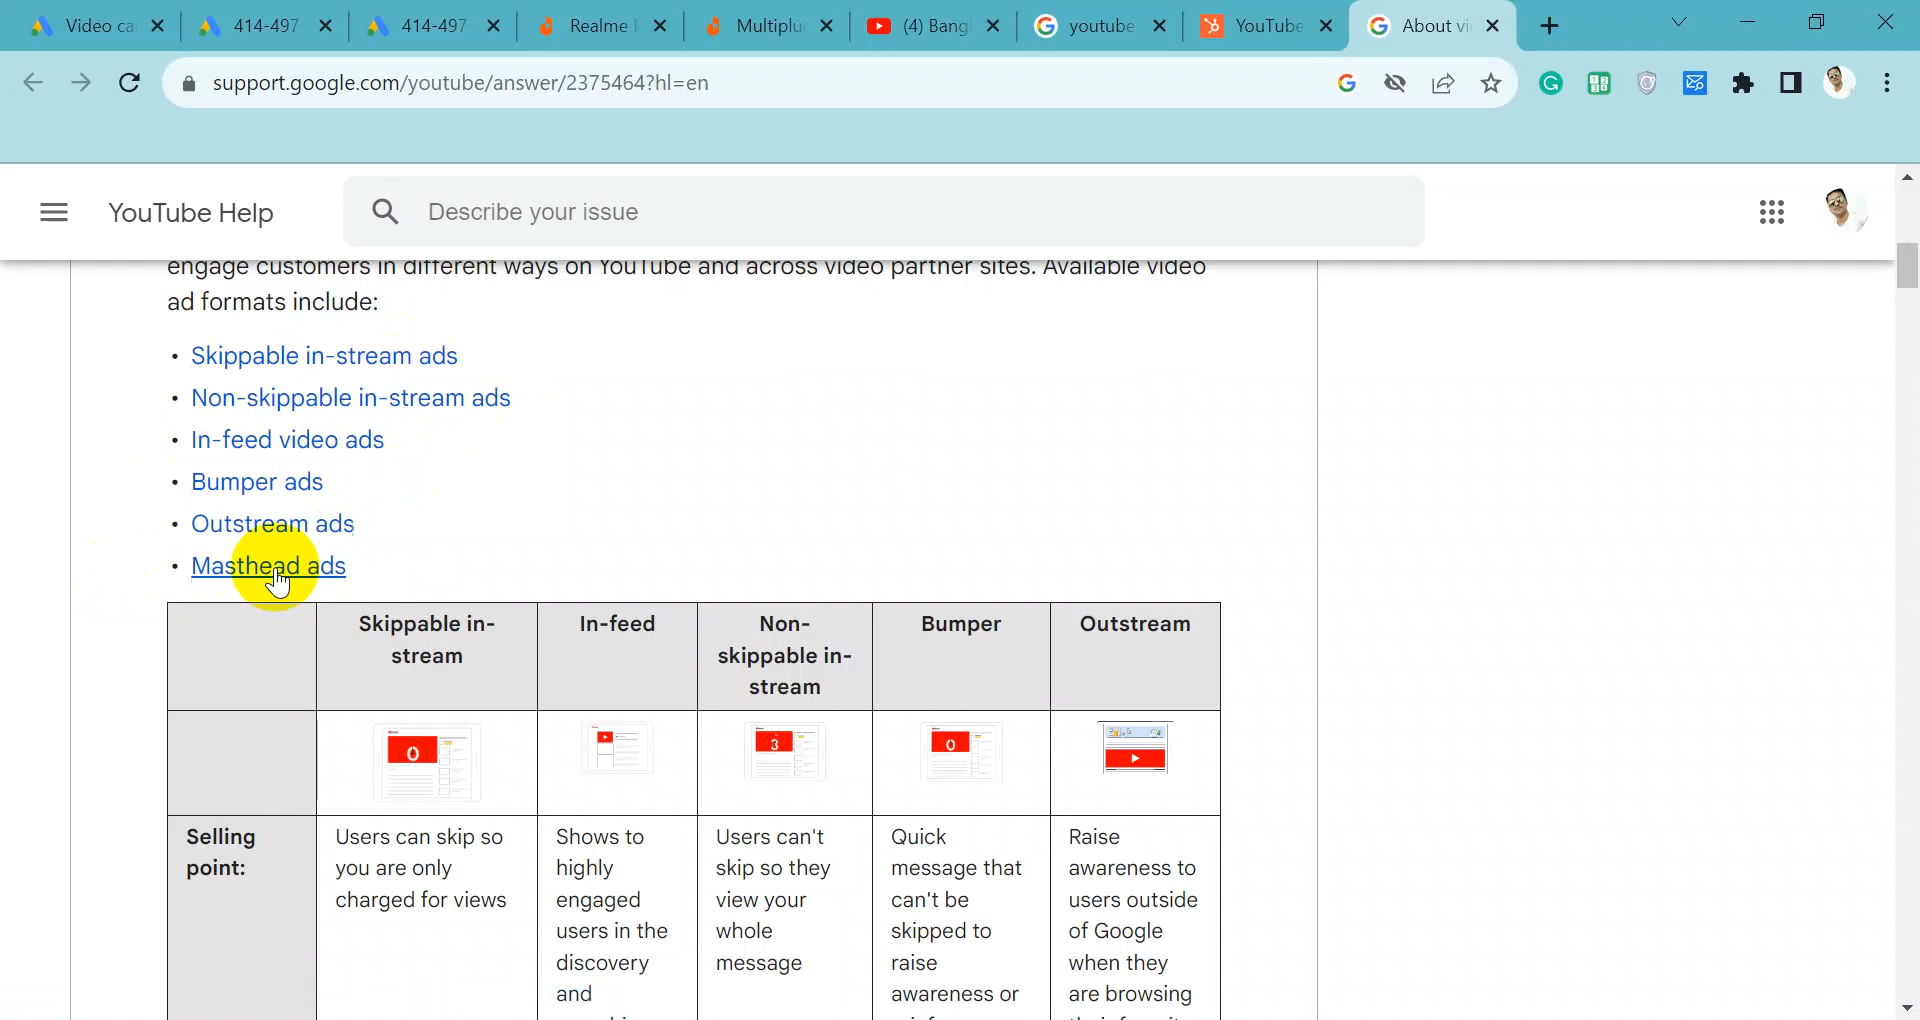 Video ca
414-497
414-497
Realme
Multiplu
(4) Bang
youtube
YouTube
About vi
support.google.com/youtube/answer/2375464?hl=en
YouTube Help
Describe your issue
engage customers in different ways on YouTube and across video partner sites. Available video
ad formats include:
• Skippable in-stream ads
• Non-skippable in-stream ads
• In-feed video ads
• Bumper ads
• Outstream ads
• Masthead ads
Skippable in-
stream
In-feed
Non-
skippable in-
stream
Bumper
Outstream
0
3
0
Selling
point:
Users can skip so
you are only
charged for views
Shows to
highly
engaged
users in the
discovery
and
Users can't
skip so they
view your
whole
message
Quick
message that
can't be
skipped to
raise
awareness or
Raise
awareness to
users outside
of Google
when they
are browsing